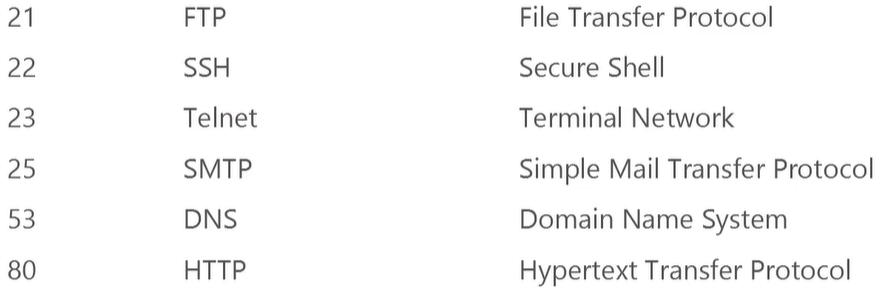 21 FTP File Transfer Protocol
22 SSH Secure Shell
23 Telnet Terminal Network
25 SMTP Simple Mail Transfer Protocol
53 DNS Domain Name System
80 HTTP Hypertext Transfer Protocol